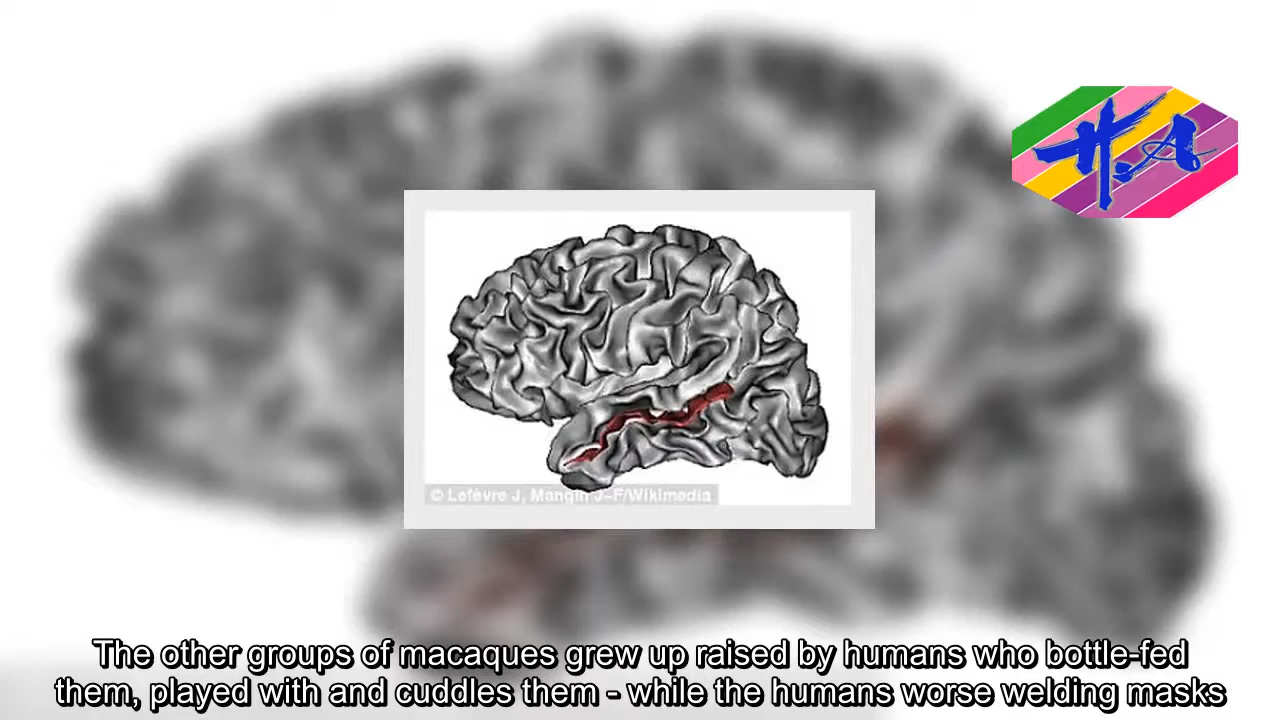 H.A
© Lefèvre J, Mangin J-F/Wikimedia
The other groups of macaques grew up raised by humans who bottle-fed
them, played with and cuddles them - while the humans worse welding masks